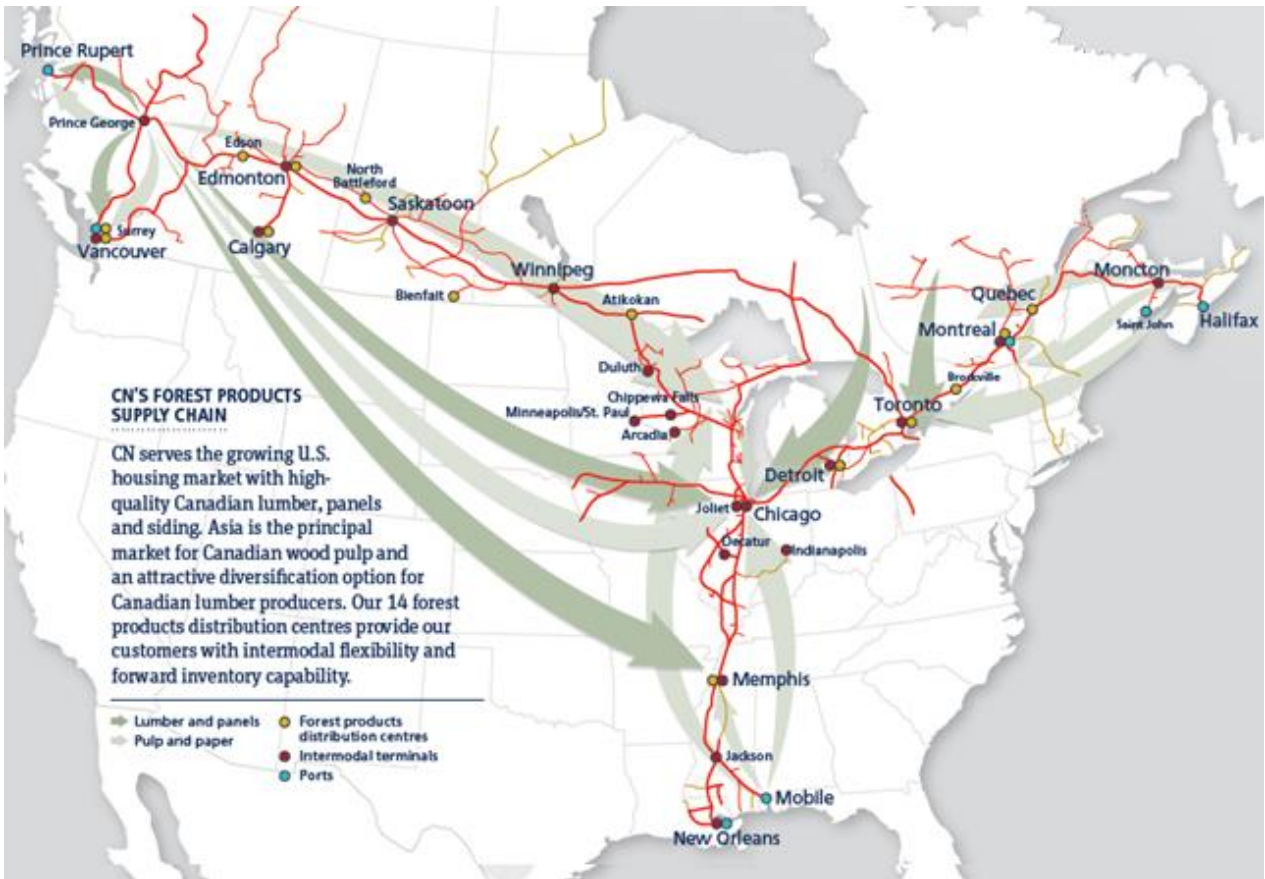 Prince Rupert
Prince George
Edson
Edmonton
North
Battleford
Saskatoon
Surrey
Vancouver
Calgary
Winnipeg
Bienfait
Atikokan
Duluth
Chippewa Falls
Minneapolis/St. Paul
Arcadia
Quebec
Moncton
Montreal
Saint John
Halifax
Brockville
Toronto
Detroit
Joliet
Chicago
Decatur
Indianapolis
Memphis
Jackson
Mobile
New Orleans
CN'S FOREST PRODUCTS
SUPPLY CHAIN
CN serves the growing U.S.
housing market with high-
quality Canadian lumber, panels
and siding. Asia is the principal
market for Canadian wood pulp and
an attractive diversification option for
Canadian lumber producers. Our 14 forest
products distribution centres provide our
customers with intermodal flexibility and
forward inventory capability.
Lumber and panels
Pulp and paper
Forest products
distribution centres
Intermodal terminals
Ports